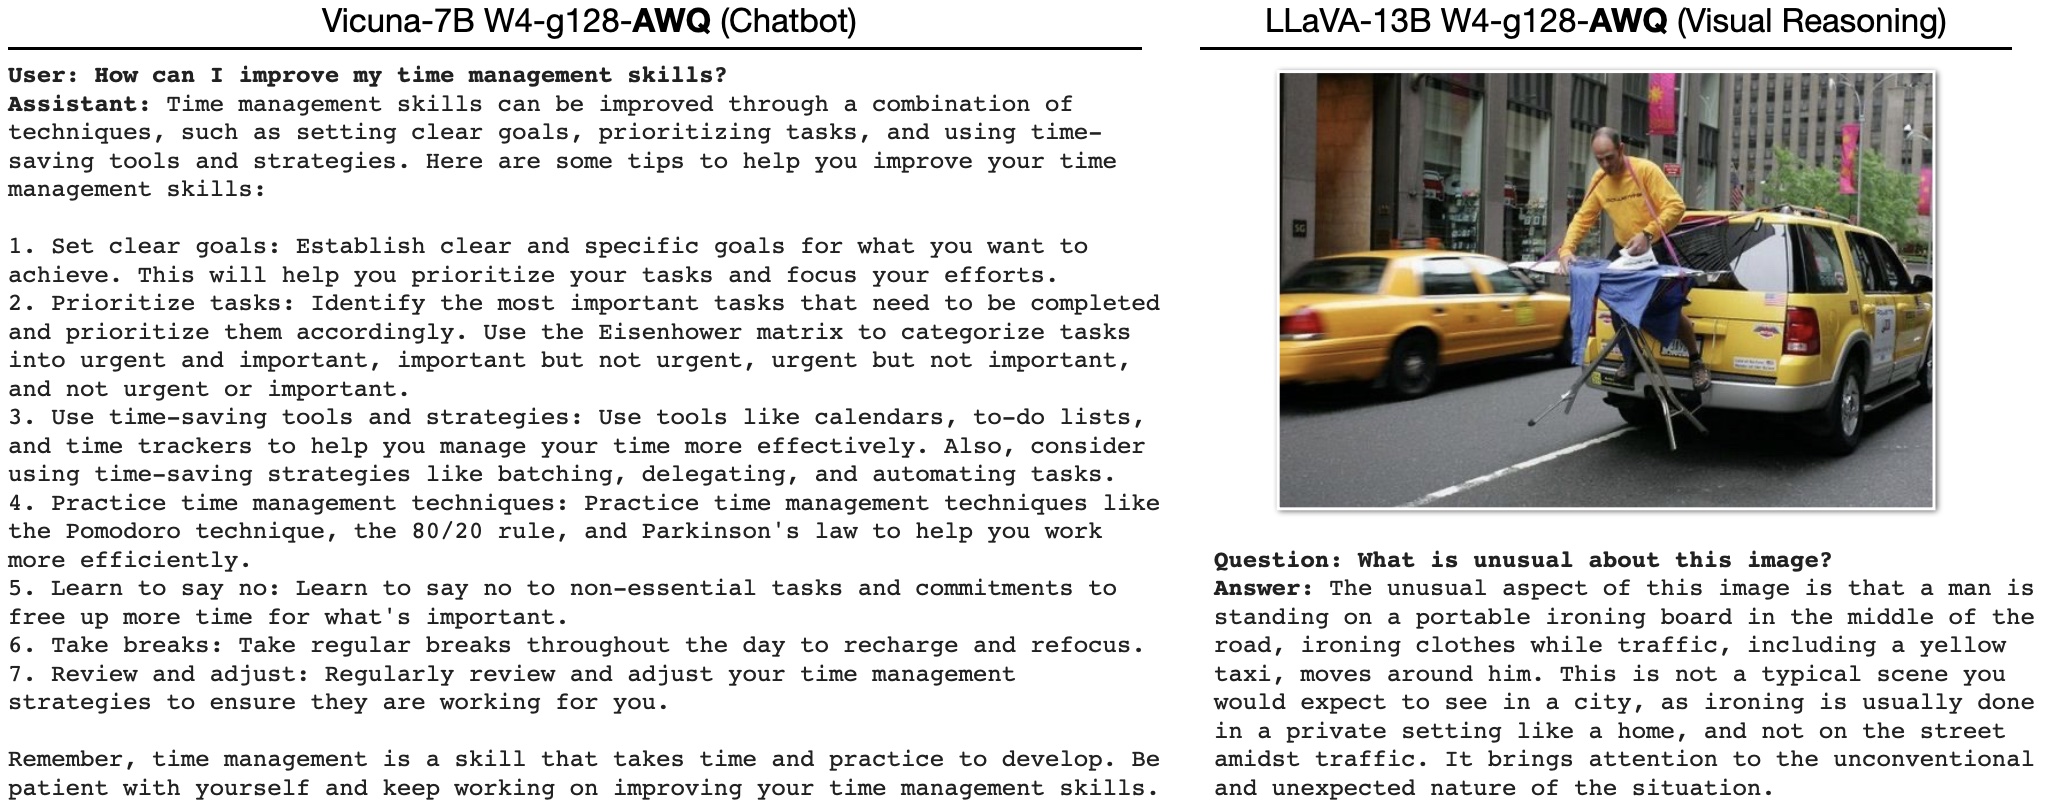 Vicuna-7B W4-g128-AWQ (Chatbot)
User: How can I improve my time management skills?
Assistant: Time management skills can be improved through a combination of
techniques, such as setting clear goals, prioritizing tasks, and using time-
saving tools and strategies. Here are some tips to help you improve your time
management skills:
1. Set clear goals: Establish clear and specific goals for what you want to
achieve. This will help you prioritize your tasks and focus your efforts.
2. Prioritize tasks: Identify the most important tasks that need to be completed
and prioritize them accordingly. Use the Eisenhower matrix to categorize tasks
into urgent and important, important but not urgent, urgent but not important,
and not urgent or important.
3. Use time-saving tools and strategies: Use tools like calendars, to-do lists,
and time trackers to help you manage your time more effectively. Also, consider
using time-saving strategies like batching, delegating, and automating tasks.
4. Practice time management techniques: Practice time management techniques like
the Pomodoro technique, the 80/20 rule, and Parkinson's law to help you work
more efficiently.
5. Learn to say no: Learn to say no to non-essential tasks and commitments to
free up more time for what's important.
6. Take breaks: Take regular breaks throughout the day to recharge and refocus.
7. Review and adjust: Regularly review and adjust your time management
strategies to ensure they are working for you.
Remember, time management is a skill that takes time and practice to develop. Be
patient with yourself and keep working on improving your time management skills.
LLaVA-13B W4-g128-AWQ (Visual Reasoning)
Question: What is unusual about this image?
Answer: The unusual aspect of this image is that a man is
standing on a portable ironing board in the middle of the
road, ironing clothes while traffic, including a yellow
taxi, moves around him. This is not a typical scene you
would expect to see in a city, as ironing is usually done
in a private setting like a home, and not on the street
amidst traffic. It brings attention to the unconventional
and unexpected nature of the situation.